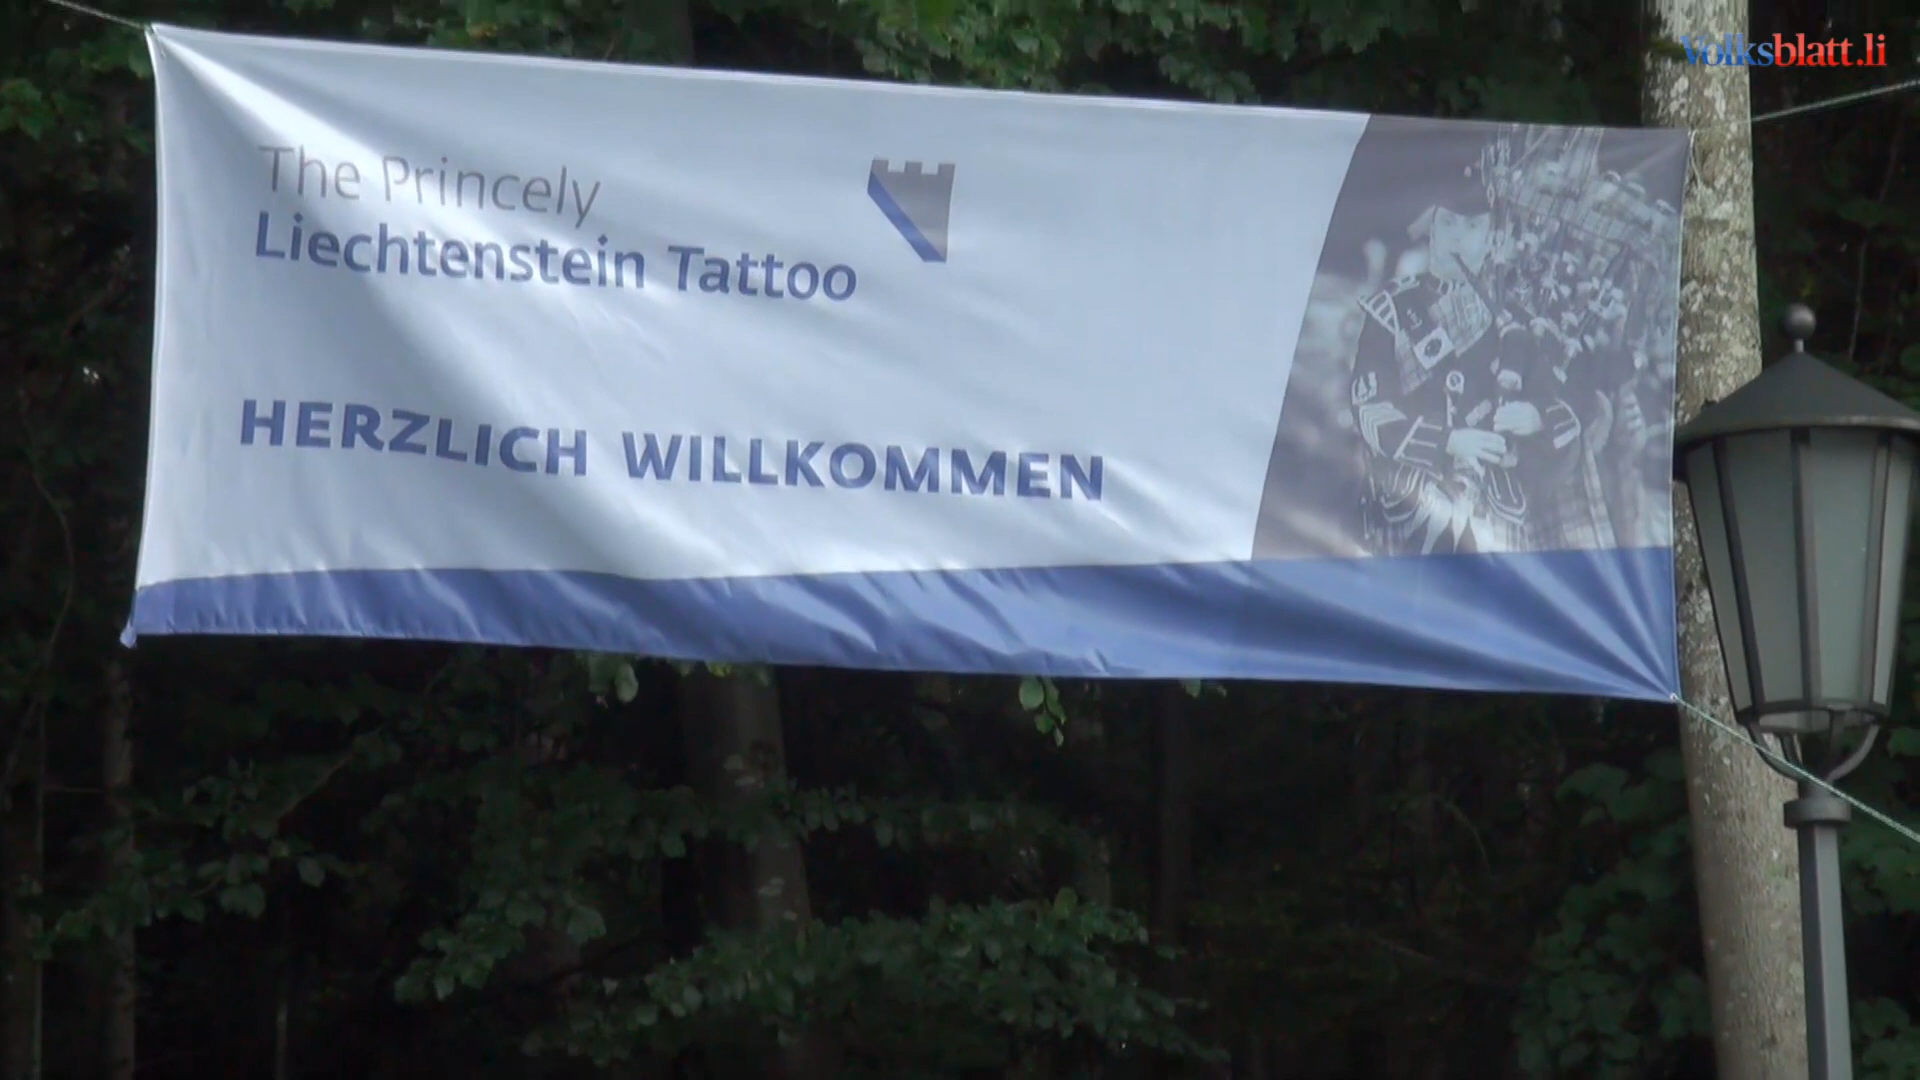 Volksblatt.li
The Princely
Liechtenstein Tattoo
HERZLICH WILLKOMMEN